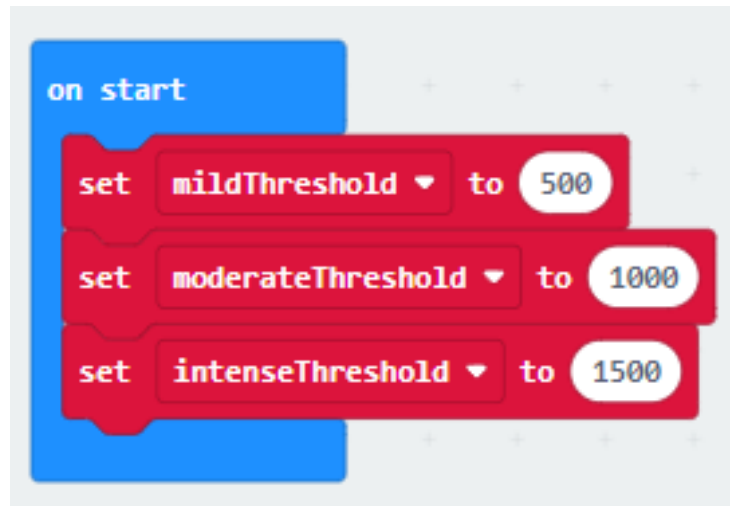 on start
set mildThreshold to 500
set moderateThreshold to 1000
set intenseThreshold to 1500